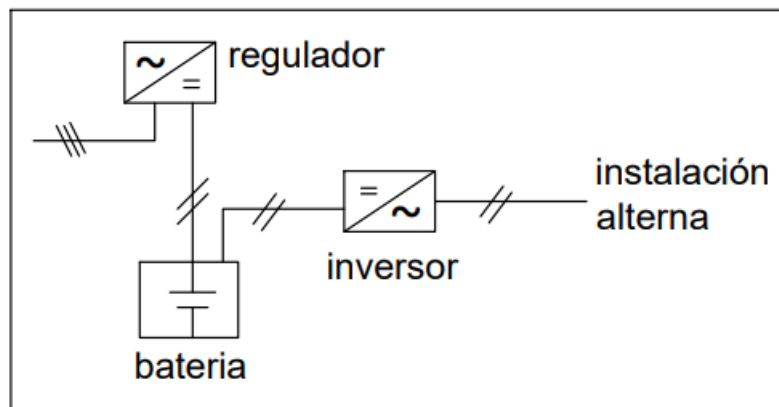 regulador
instalación
alterna
inversor
bateria